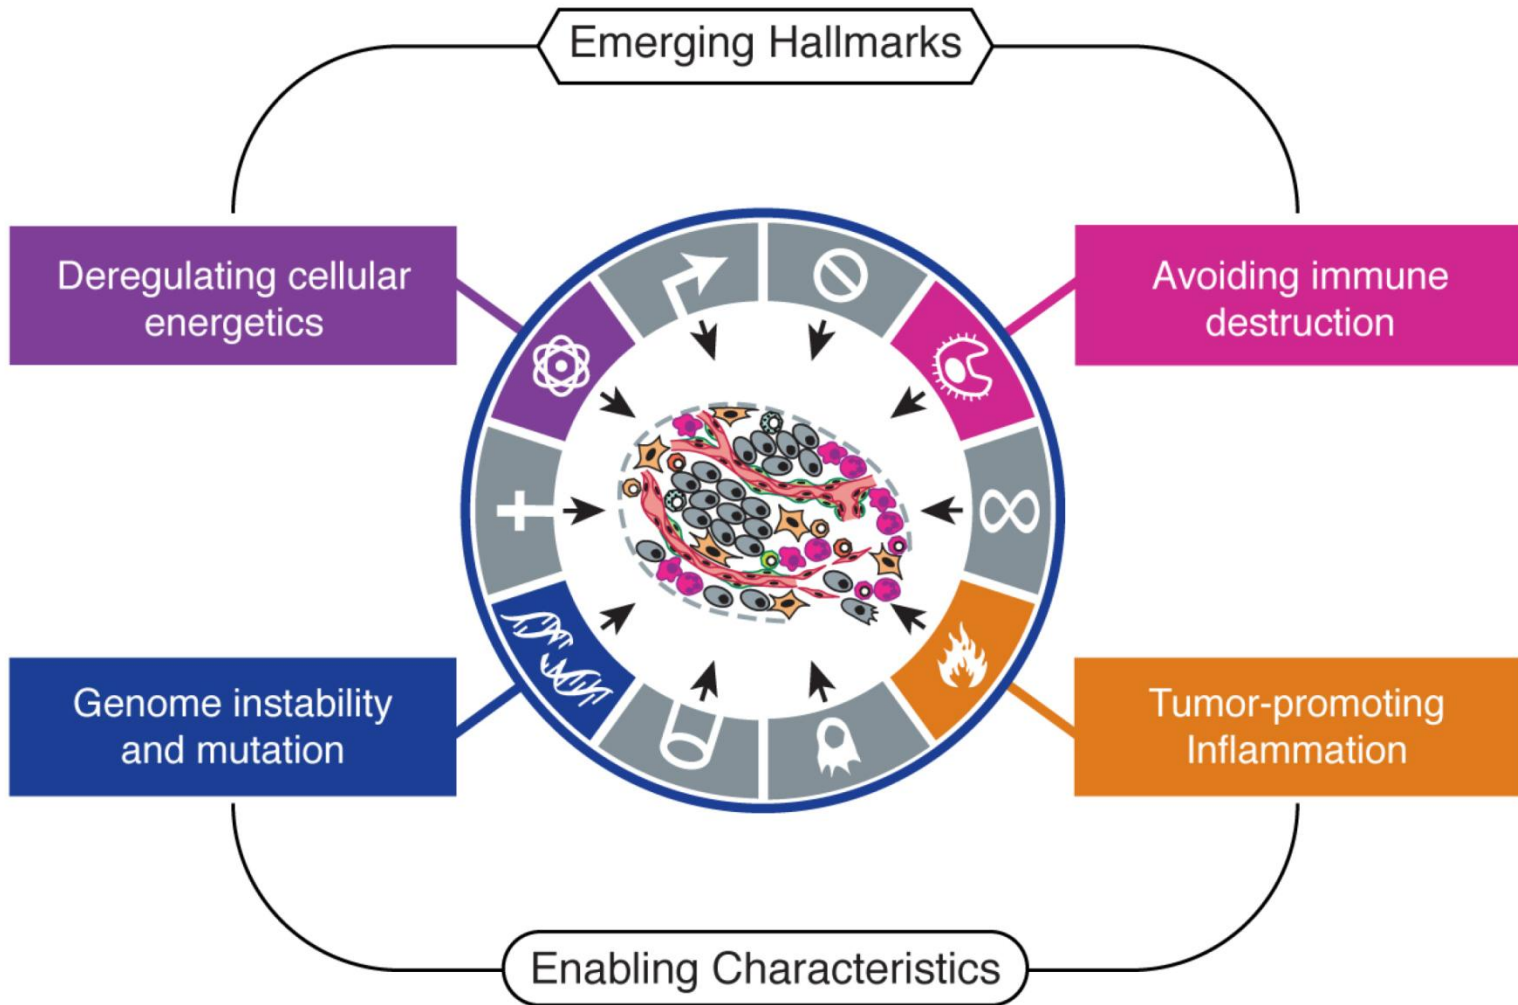 Emerging Hallmarks
Deregulating cellular
energetics
Avoiding immune
destruction
Genome instability
and mutation
Tumor-promoting
Inflammation
Enabling Characteristics